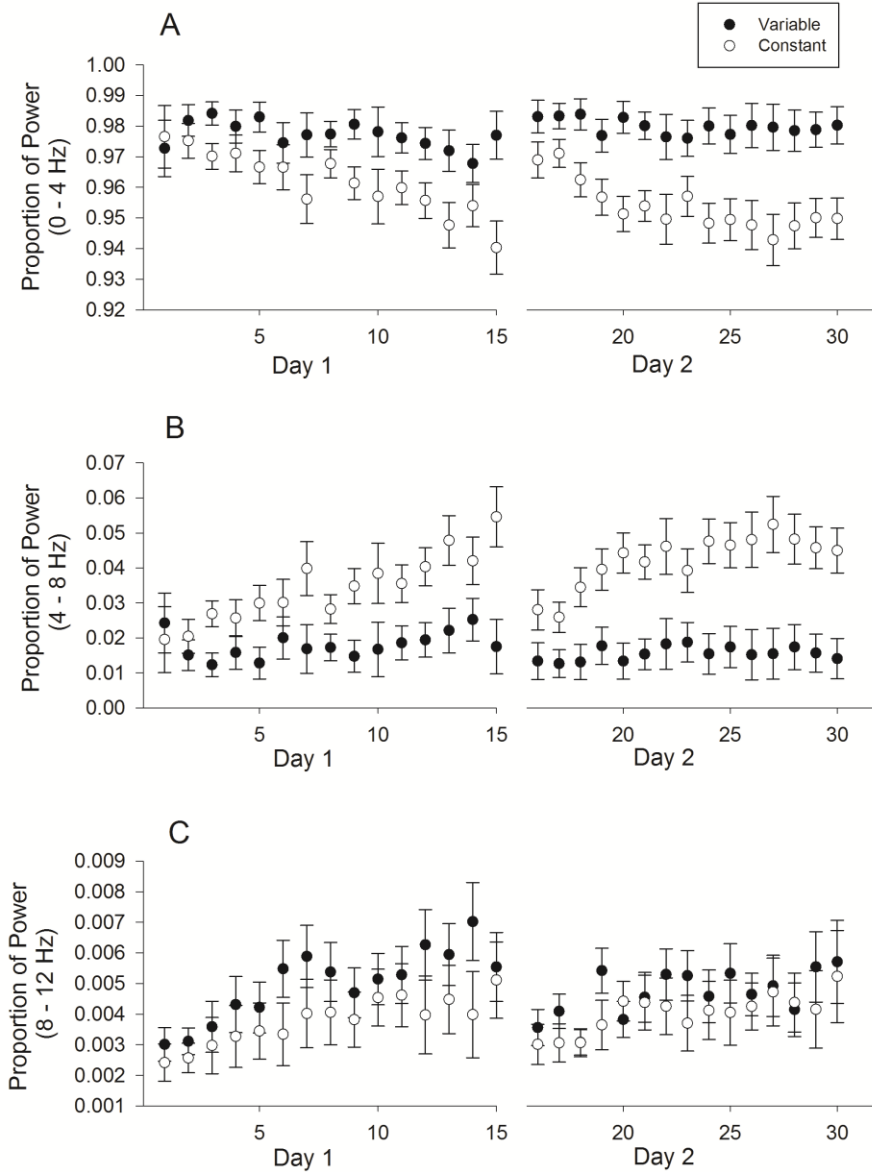 A
Variable
Constant
1.00
0.99
0.98
0.97
0.96
0.95
0.94
0.93
0.92
Proportion of Power
(0 - 4 Hz)
5 10 15 20 25 30
Day 1 Day 2
B
0.07
0.06
0.05
0.04
0.03
0.02
0.01
0.00
Proportion of Power
(4 - 8 Hz)
5 10 15 20 25 30
Day 1 Day 2
C
0.009
0.008
0.007
0.006
0.005
0.004
0.003
0.002
0.001
Proportion of Power
(8 - 12 Hz)
5 10 15 20 25 30
Day 1 Day 2